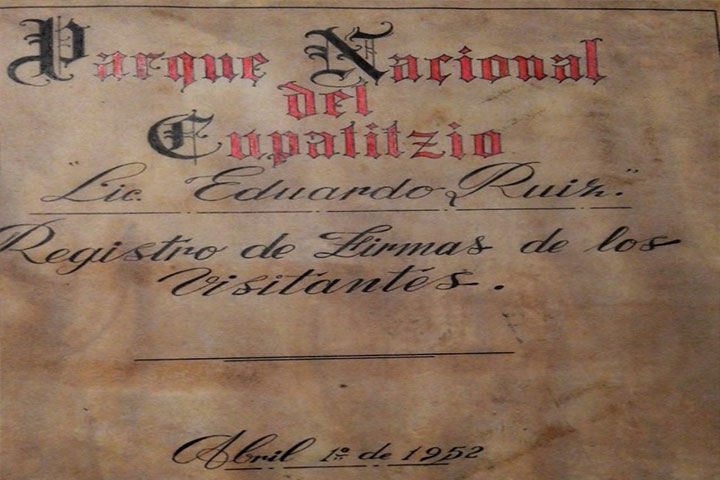 Parque Nacional
del
Cupatitzio
"Lic. Eduardo Ruiz."
Registro de Firmas de los
Visitantes.
Abril 1º de 1952